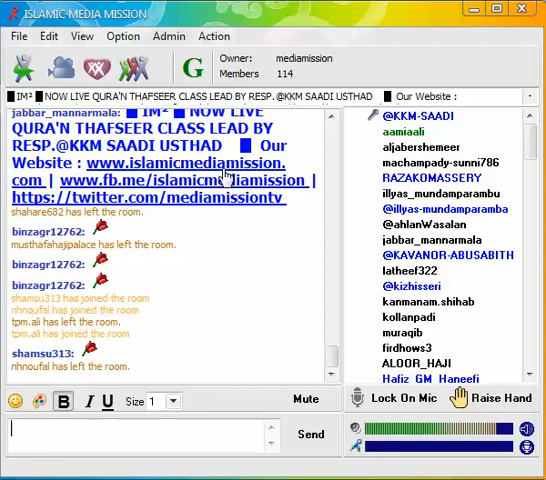 ISLAMIC MEDIA MISSION
File Edit View Option Admin Action
G
Owner: mediamission
Members 114
IM² NOW LIVE QURA'N THAFSEER CLASS LEAD BY RESP.@KKM SAADI USTHAD Our Website :
jabbar_mannarmala: IM² NOW LIVE
QURA'N THAFSEER CLASS LEAD BY
RESP.@KKM SAADI USTHAD Our
Website : www.islamicmediamission.
com | www.fb.me/islamicmediamission |
https://twitter.com/mediamissiontv
shahare682 has left the room.
binzagr12762:
musthafahajipalace has left the room.
binzagr12762:
binzagr12762:
shamsu313 has joined the room
nhnoufal has joined the room
tpm.ali has left the room.
tpm.ali has joined the room
shamsu313:
nhnoufal has left the room.
@KKM-SAADI
aamiaali
aljabershemeer
machampady-sunni786
RAZAKOMASSERY
illyas_mundamparambu
@illyas-mundaparamba
@ahlanWasalan
jabbar_mannarmala
@KAVANOR-ABUSABITH
latheef322
@kizhisseri
kanmanam.shihab
kollanpadi
muraqib
firdhows3
ALOOR_HAJI
Hafiz_GM_Haneefi
B I U Size 1 Mute
Lock On Mic Raise Hand
Send